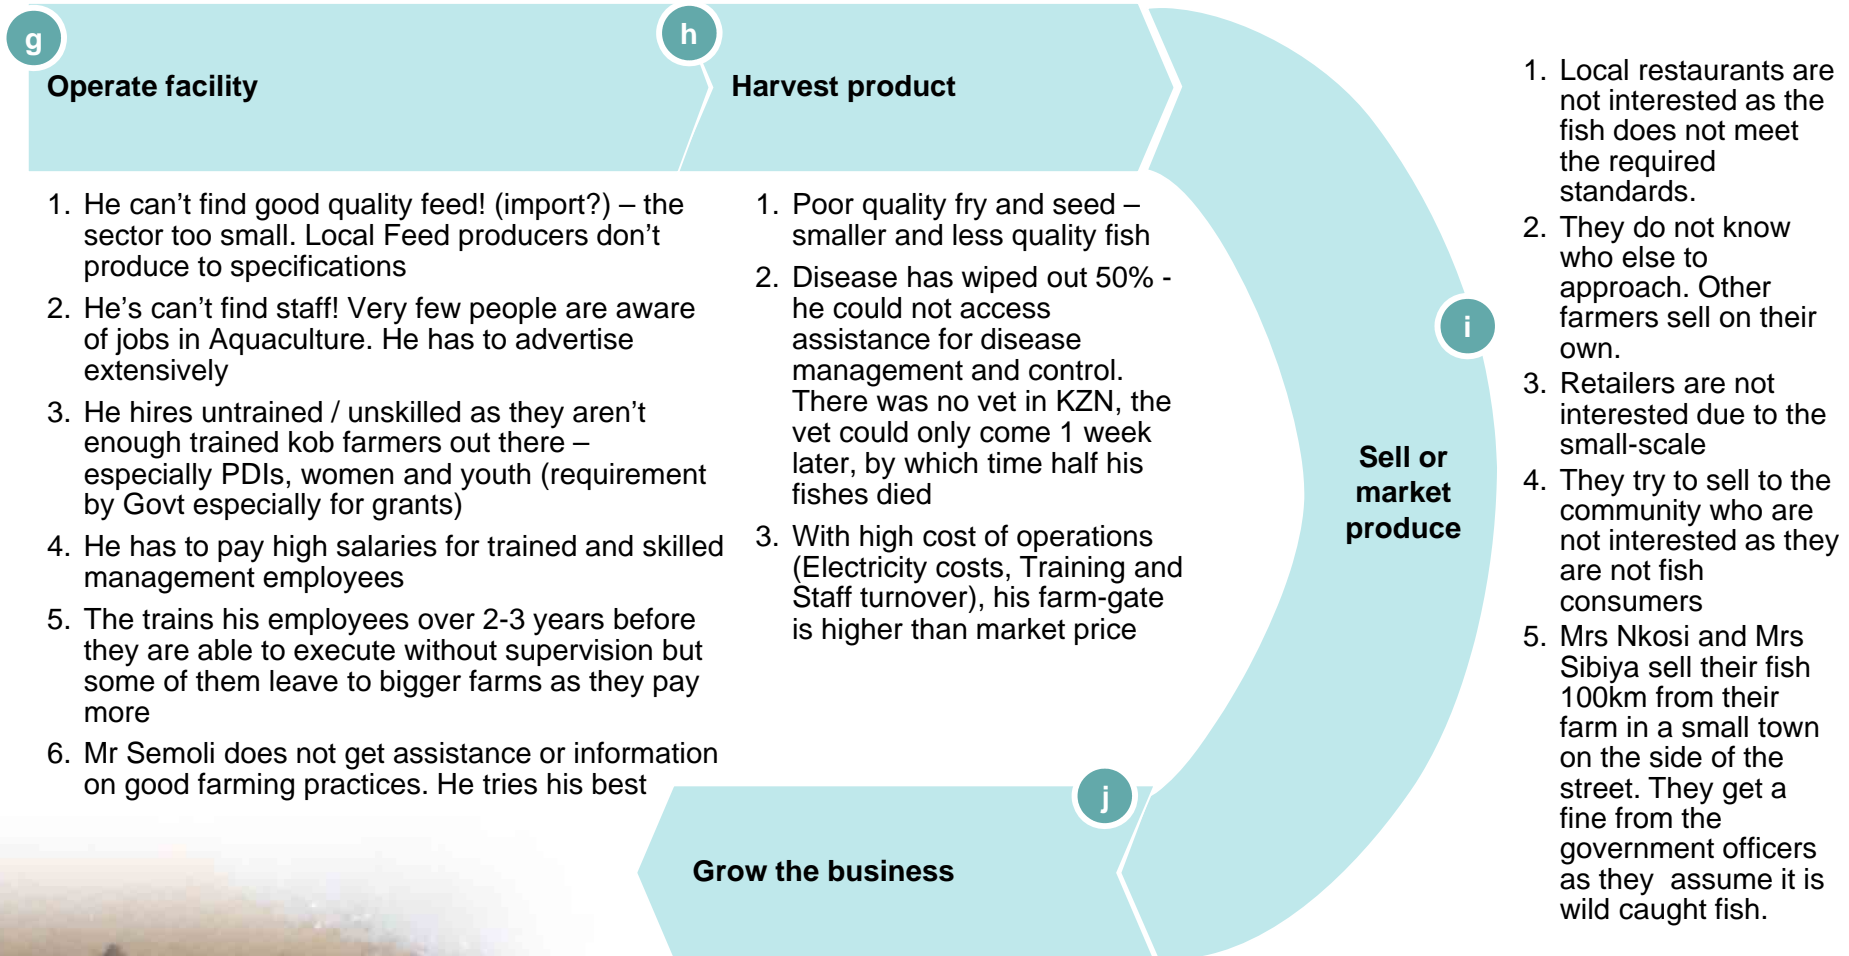 g
Operate facility
1. He can't find good quality feed! (import?) – the
sector too small. Local Feed producers don't
produce to specifications
2. He's can't find staff! Very few people are aware
of jobs in Aquaculture. He has to advertise
extensively
3. He hires untrained / unskilled as they aren't
enough trained kob farmers out there –
especially PDIs, women and youth (requirement
by Govt especially for grants)
4. He has to pay high salaries for trained and skilled
management employees
5. The trains his employees over 2-3 years before
they are able to execute without supervision but
some of them leave to bigger farms as they pay
more
6. Mr Semoli does not get assistance or information
on good farming practices. He tries his best
h
Harvest product
1. Poor quality fry and seed –
smaller and less quality fish
2. Disease has wiped out 50% -
he could not access
assistance for disease
management and control.
There was no vet in KZN, the
vet could only come 1 week
later, by which time half his
fishes died
3. With high cost of operations
(Electricity costs, Training and
Staff turnover), his farm-gate
is higher than market price
i
Sell or
market
produce
1. Local restaurants are
not interested as the
fish does not meet
the required
standards.
2. They do not know
who else to
approach. Other
farmers sell on their
own.
3. Retailers are not
interested due to the
small-scale
4. They try to sell to the
community who are
not interested as they
are not fish
consumers
5. Mrs Nkosi and Mrs
Sibiya sell their fish
100km from their
farm in a small town
on the side of the
street. They get a
fine from the
government officers
as they  assume it is
wild caught fish.
j
Grow the business